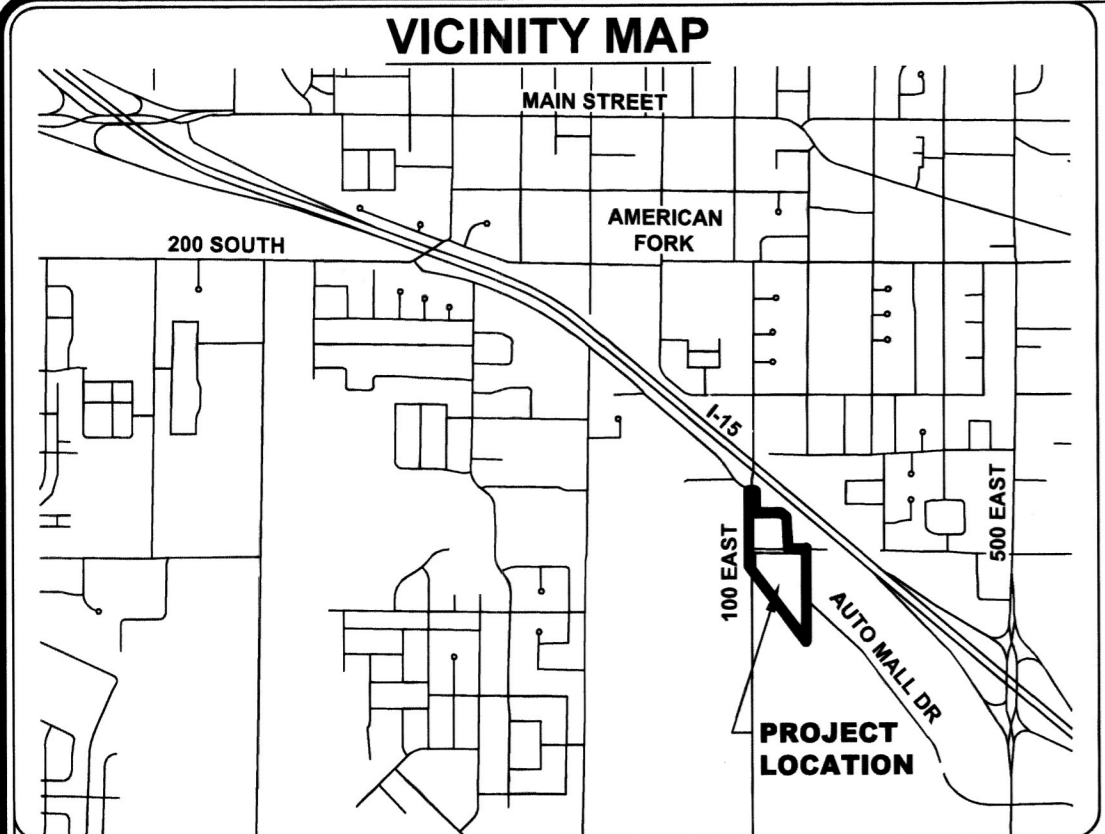 VICINITY MAP
MAIN STREET
AMERICAN
FORK
200 SOUTH
I-15
100 EAST
500 EAST
AUTO MALL DR
PROJECT
LOCATION